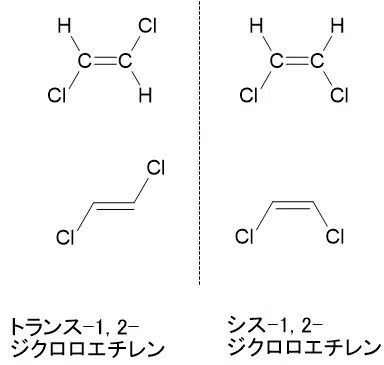 H Cl H H
C=C C=C
Cl H Cl Cl
Cl
Cl Cl Cl
トランス-1,2-
ジクロロエチレン
シス-1,2-
ジクロロエチレン